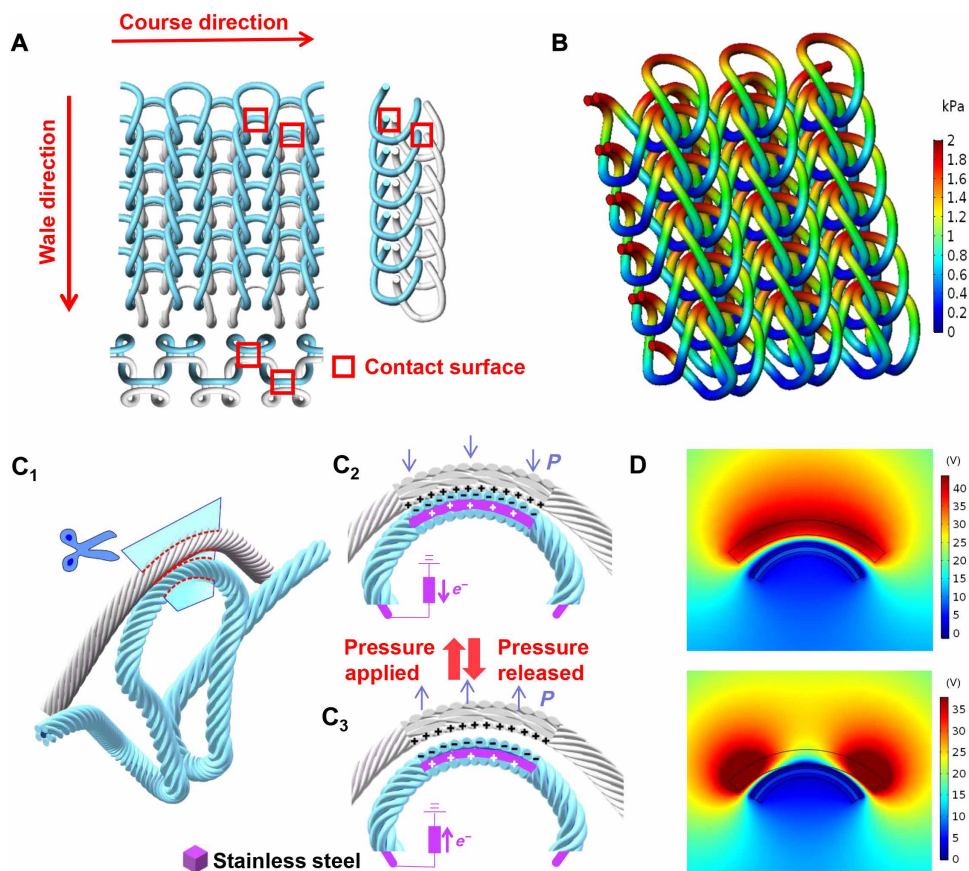 Course direction
A
Wale direction
Contact surface
B
kPa
2
1.8
1.6
1.4
1.2
1
0.8
0.6
0.4
0.2
0
C1
C2
P
e−
Pressure applied
Pressure released
P
C3
e−
Stainless steel
D
(V)
40
35
30
25
20
15
10
5
0
(V)
35
30
25
20
15
10
5
0